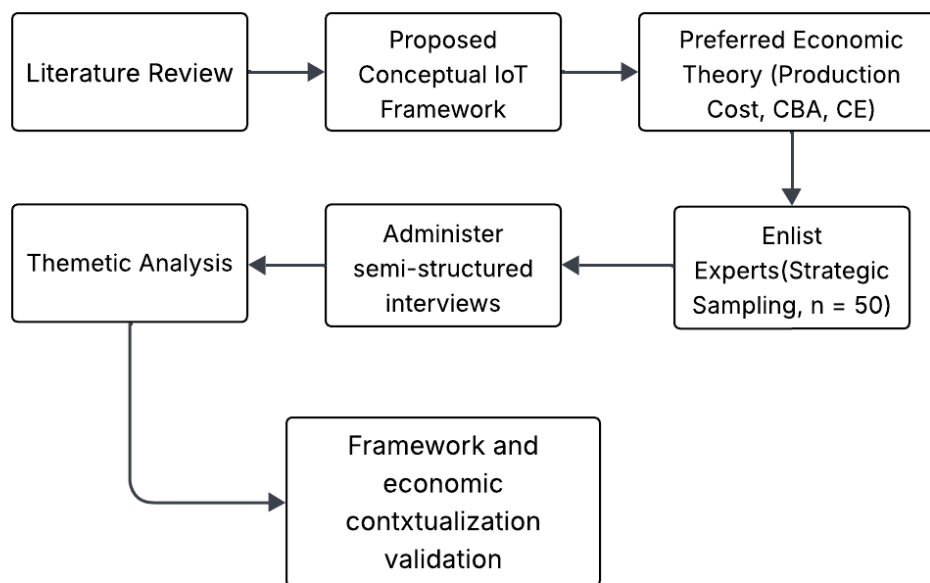 Literature Review
Proposed
Conceptual IoT
Framework
Preferred Economic
Theory (Production
Cost, CBA, CE)
Enlist
Experts(Strategic
Sampling, n = 50)
Administer
semi-structured
interviews
Themetic Analysis
Framework and
economic
contxtualization
validation